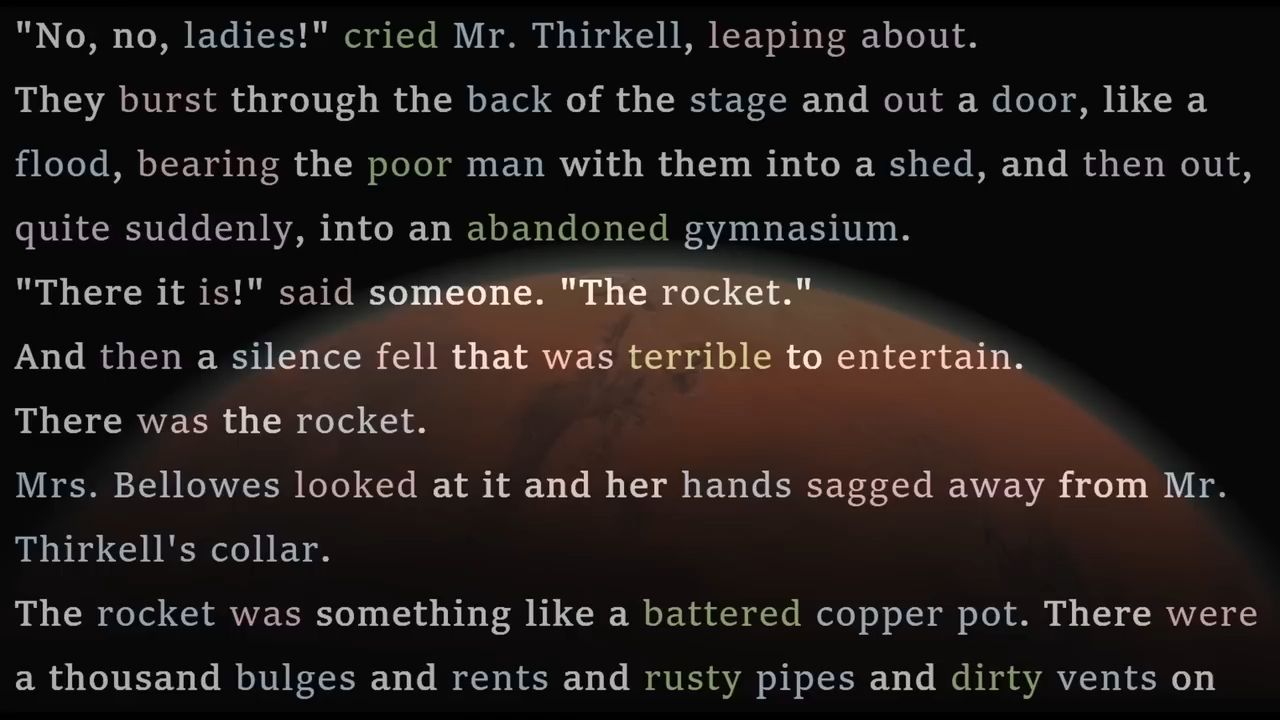 "No, no, ladies!" cried Mr. Thirkell, leaping about.
They burst through the back of the stage and out a door, like a
flood, bearing the poor man with them into a shed, and then out,
quite suddenly, into an abandoned gymnasium.
"There it is!" said someone. "The rocket."
And then a silence fell that was terrible to entertain.
There was the rocket.
Mrs. Bellowes looked at it and her hands sagged away from Mr.
Thirkell's collar.
The rocket was something like a battered copper pot. There were
a thousand bulges and rents and rusty pipes and dirty vents on